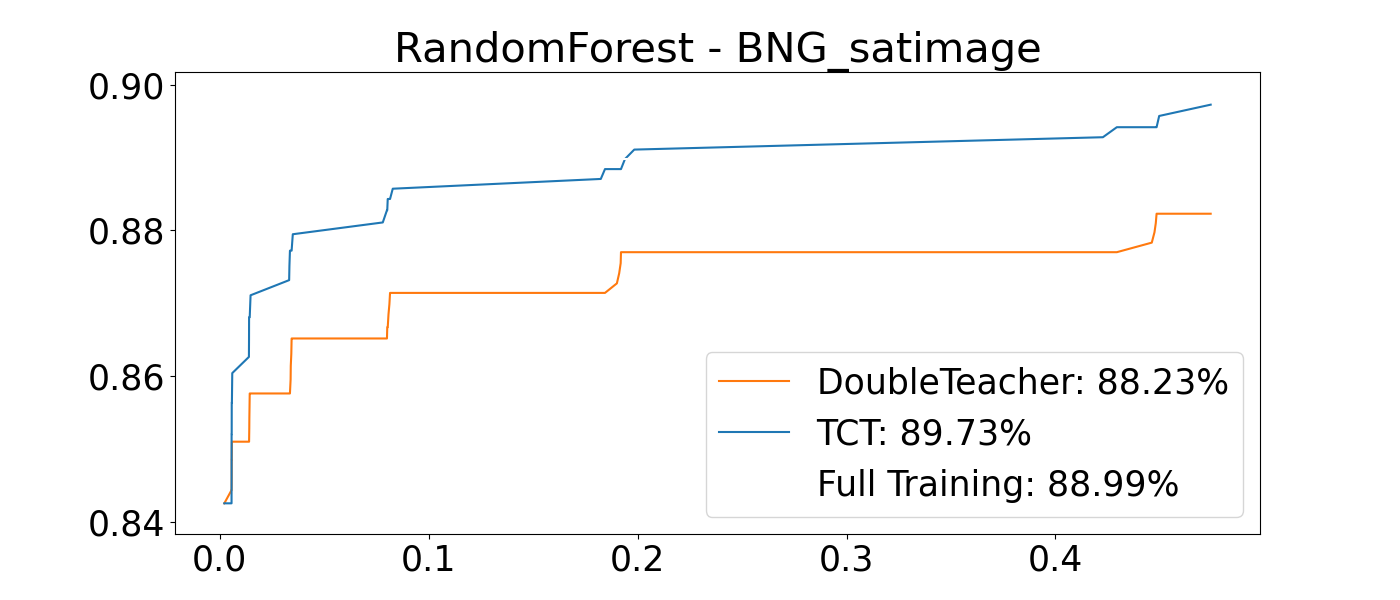 RandomForest - BNG_satimage
0.90
0.88
0.86
0.84
0.0 0.1 0.2 0.3 0.4
DoubleTeacher: 88.23%
TCT: 89.73%
Full Training: 88.99%